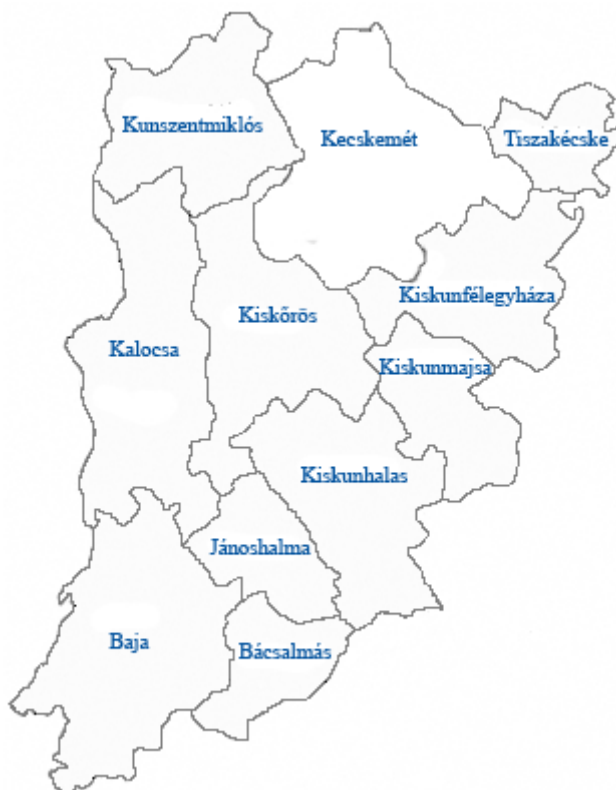 Kunszentmiklós
Kecskemét
Tiszakécske
Kiskunfélegyháza
Kiskőrös
Kalocsa
Kiskunmajsa
Kiskunhalas
Jánoshalma
Baja
Bácsalmás